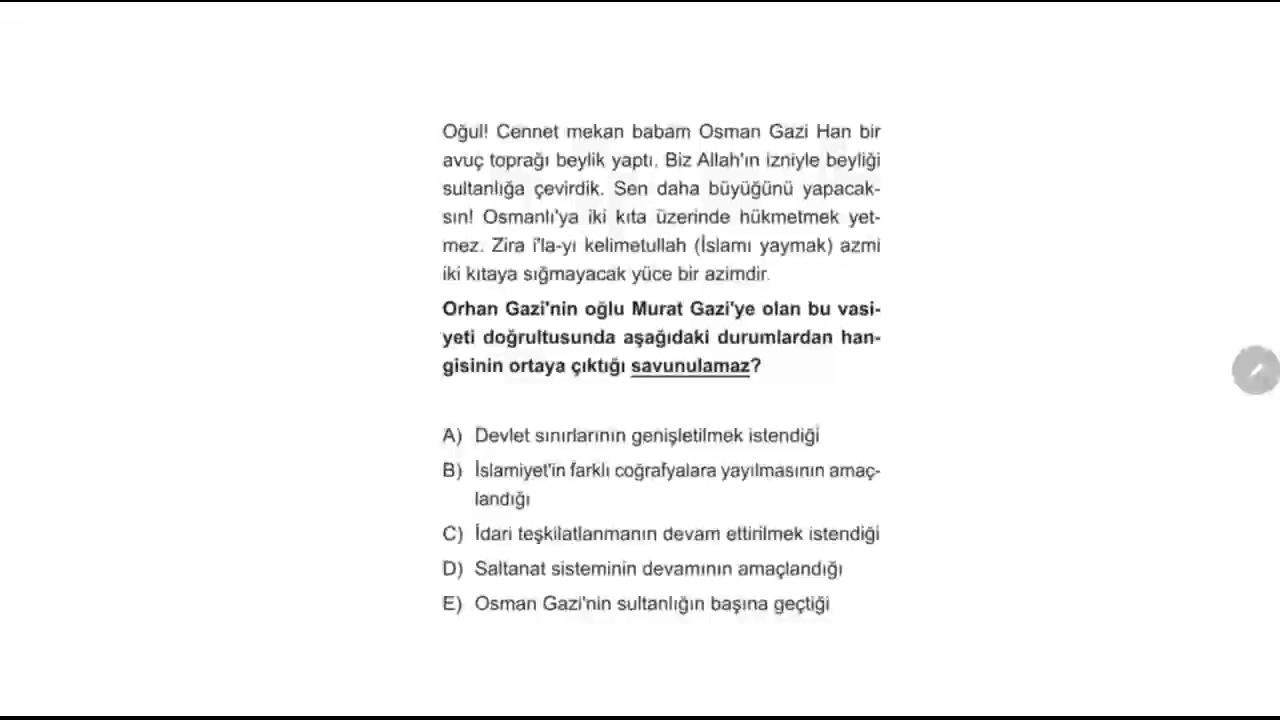 Oğul! Cennet mekan babam Osman Gazi Han bir
avuç toprağı beylik yaptı. Biz Allah'ın izniyle beyliği
sultanlığa çevirdik. Sen daha büyüğünü yapacak-
sın! Osmanlı'ya iki kıta üzerinde hükmetmek yet-
mez. Zira i'la-yı kelimetullah (İslamı yaymak) azmi
iki kıtaya sığmayacak yüce bir azimdir.
Orhan Gazi'nin oğlu Murat Gazi'ye olan bu vasi-
yeti doğrultusunda aşağıdaki durumlardan han-
gisinin ortaya çıktığı savunulamaz?
A) Devlet sınırlarının genişletilmek istendiği
B) İslamiyet'in farklı coğrafyalara yayılmasının amaç-
landığı
C) İdari teşkilatlanmanın devam ettirilmek istendiği
D) Saltanat sisteminin devamının amaçlandığı
E) Osman Gazi'nin sultanlığın başına geçtiği